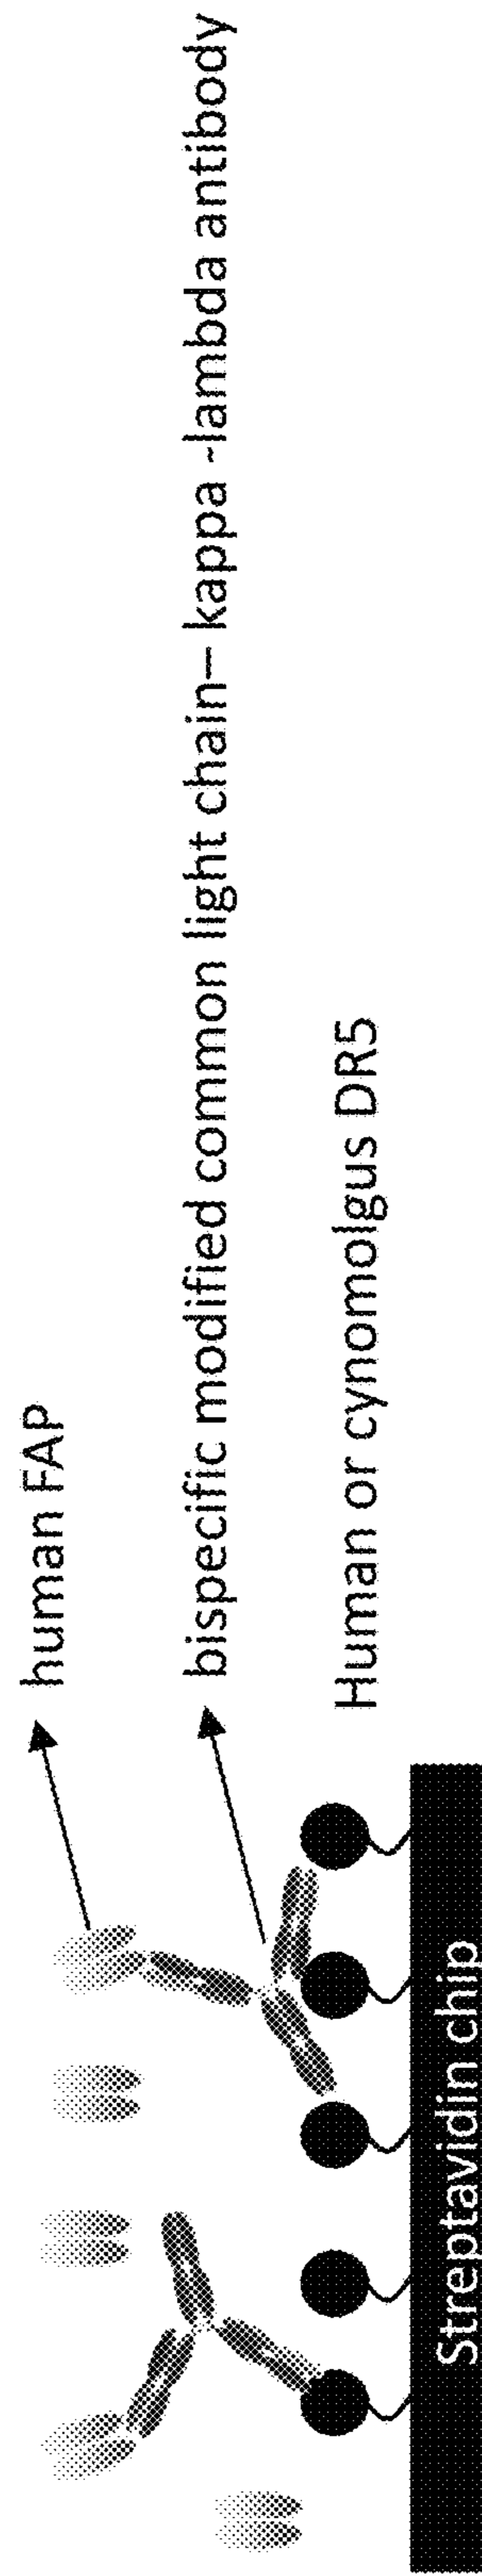 human FAP
bispecific modified common light chain– kappa -lambda antibody
Human or cynomolgus DR5
Streptavidin chip